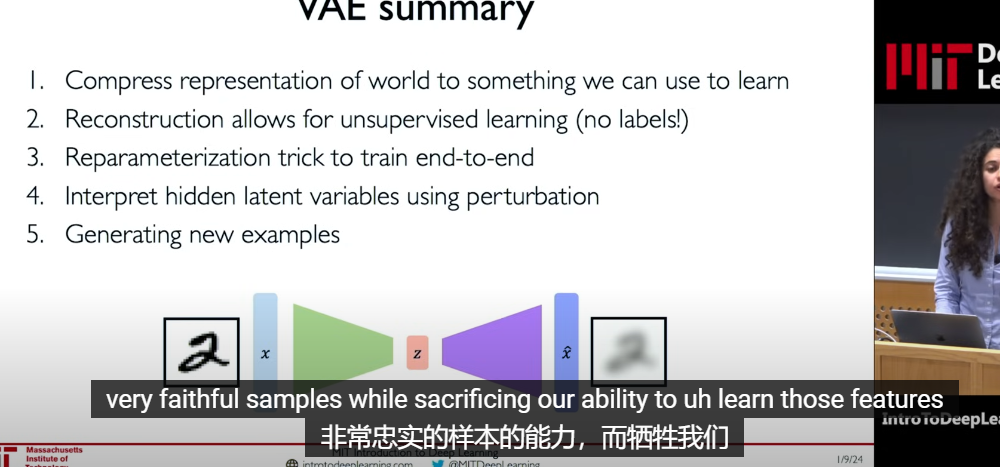 VAE summary
1. Compress representation of world to something we can use to learn
2. Reconstruction allows for unsupervised learning (no labels!)
3. Reparameterization trick to train end-to-end
4. Interpret hidden latent variables using perturbation
5. Generating new examples
2
x
z
x̂
2
very faithful samples while sacrificing our ability to uh learn those features
非常忠实的样本的能力，而牺牲我们
Massachusetts
Institute of
Technology
MIT Introduction to Deep Learning
introtodeeplearning.com @MITDeepLearning
1/9/24
MIT
IntroToDeepLea